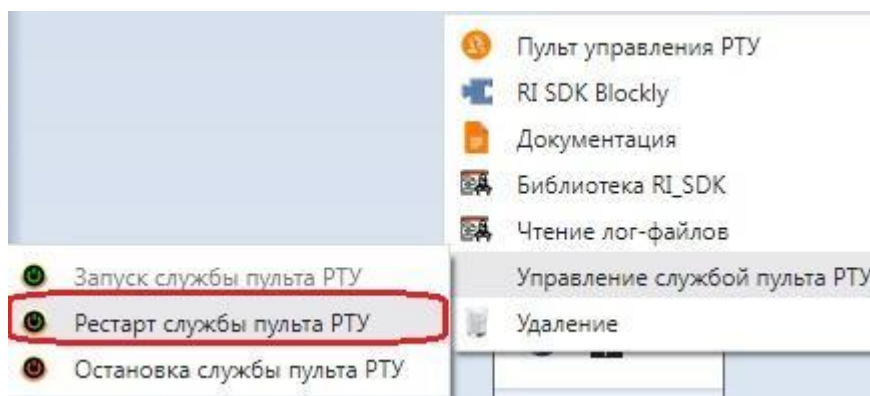 Пульт управления РТУ
RI SDK Blockly
Документация
Библиотека RI_SDK
Чтение лог-файлов
Управление службой пульта РТУ
Удаление
Запуск службы пульта РТУ
Рестарт службы пульта РТУ
Остановка службы пульта РТУ